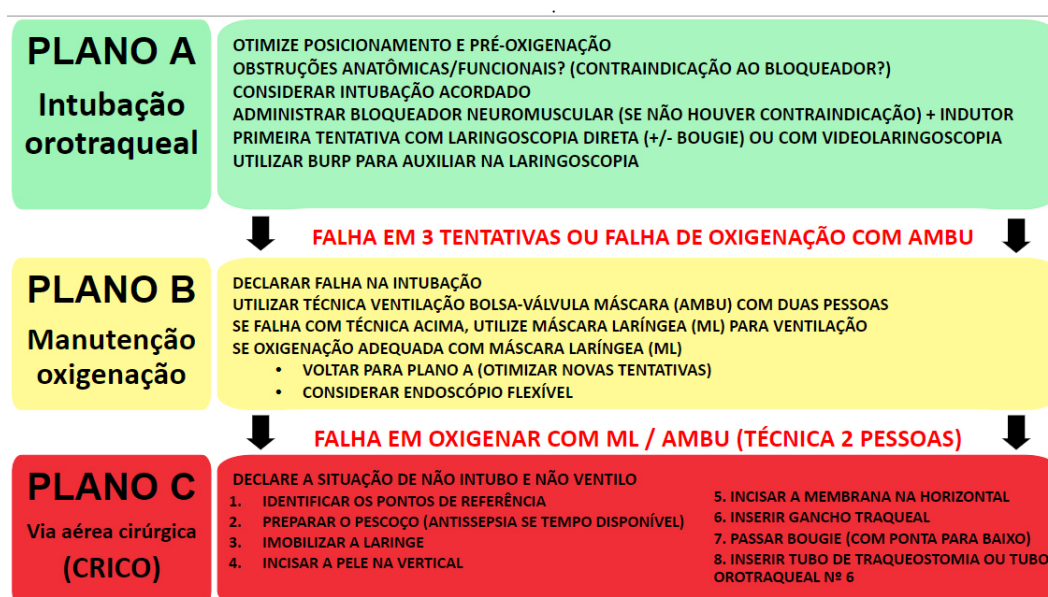 PLANO A
Intubação
orotraqueal
OTIMIZE POSICIONAMENTO E PRÉ-OXIGENAÇÃO
OBSTRUÇÕES ANATÔMICAS/FUNCIONAIS? (CONTRAINDICAÇÃO AO BLOQUEADOR?)
CONSIDERAR INTUBAÇÃO ACORDADO
ADMINISTRAR BLOQUEADOR NEUROMUSCULAR (SE NÃO HOUVER CONTRAINDICAÇÃO) + INDUTOR
PRIMEIRA TENTATIVA COM LARINGOSCOPIA DIRETA (+/- BOUGIE) OU COM VIDEOLARINGOSCOPIA
UTILIZAR BURP PARA AUXILIAR NA LARINGOSCOPIA
FALHA EM 3 TENTATIVAS OU FALHA DE OXIGENAÇÃO COM AMBU
PLANO B
Manutenção
oxigenação
DECLARAR FALHA NA INTUBAÇÃO
UTILIZAR TÉCNICA VENTILAÇÃO BOLSA-VÁLVULA MÁSCARA (AMBU) COM DUAS PESSOAS
SE FALHA COM TÉCNICA ACIMA, UTILIZE MÁSCARA LARÍNGEA (ML) PARA VENTILAÇÃO
SE OXIGENAÇÃO ADEQUADA COM MÁSCARA LARÍNGEA (ML)
• VOLTAR PARA PLANO A (OTIMIZAR NOVAS TENTATIVAS)
• CONSIDERAR ENDOSCÓPIO FLEXÍVEL
FALHA EM OXIGENAR COM ML / AMBU (TÉCNICA 2 PESSOAS)
PLANO C
Via aérea cirúrgica
(CRICO)
DECLARE A SITUAÇÃO DE NÃO INTUBO E NÃO VENTILO
1. IDENTIFICAR OS PONTOS DE REFERÊNCIA
2. PREPARAR O PESCOÇO (ANTISSEPSIA SE TEMPO DISPONÍVEL)
3. IMOBILIZAR A LARINGE
4. INCISAR A PELE NA VERTICAL
5. INCISAR A MEMBRANA NA HORIZONTAL
6. INSERIR GANCHO TRAQUEAL
7. PASSAR BOUGIE (COM PONTA PARA BAIXO)
8. INSERIR TUBO DE TRAQUEOSTOMIA OU TUBO
OROTRAQUEAL Nº 6